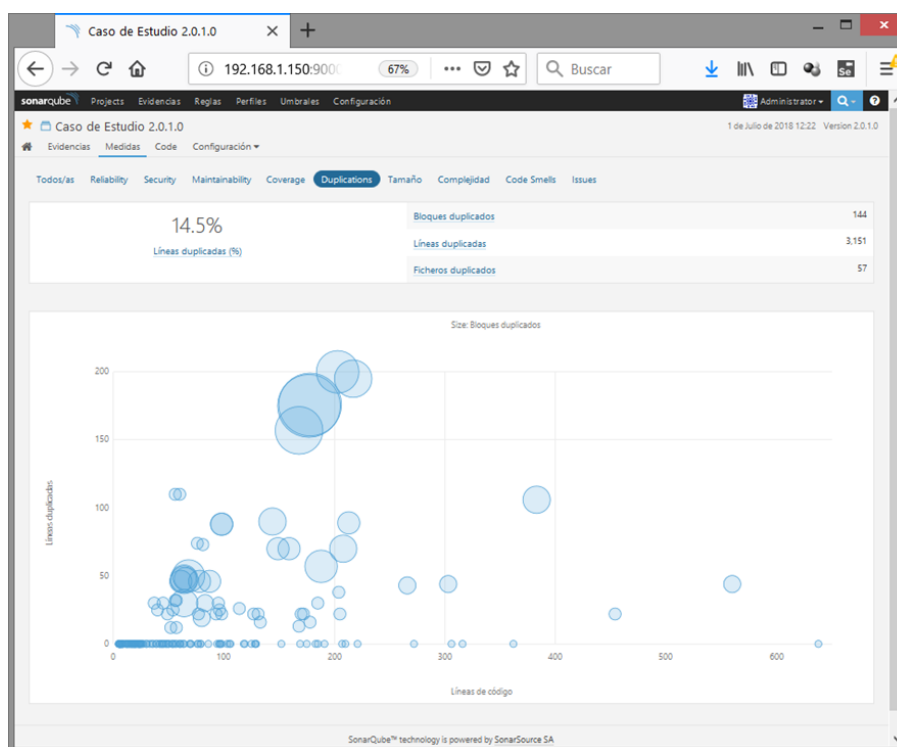 Caso de Estudio 2.0.1.0
192.168.1.150:900
67%
Buscar
Se
sonarqube Projects Evidencias Reglas Perfiles Umbrales Configuración Administrator
Caso de Estudio 2.0.1.0
1 de Julio de 2018 12:22 Version 2.0.1.0
Evidencias Medidas Code Configuración
Todos/as Reliability Security Maintainability Coverage Duplications Tamaño Complejidad Code Smells Issues
14.5%
Líneas duplicadas (%)
Bloques duplicados 144
Líneas duplicadas 3,151
Ficheros duplicados 57
Size: Bloques duplicados
200
150
100
50
0
Líneas duplicadas
0 100 200 300 400 500 600
Líneas de código
SonarQube™ technology is powered by SonarSource SA